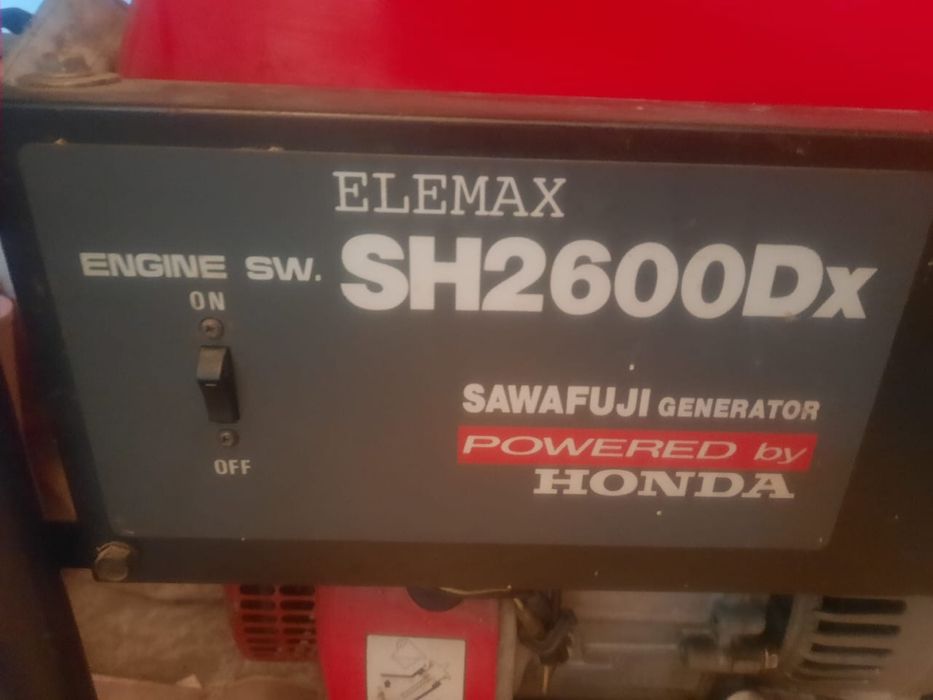 ELEMAX
SH2600Dx
ENGINE SW.
ON
OFF
SAWAFUJI GENERATOR
POWERED by
HONDA